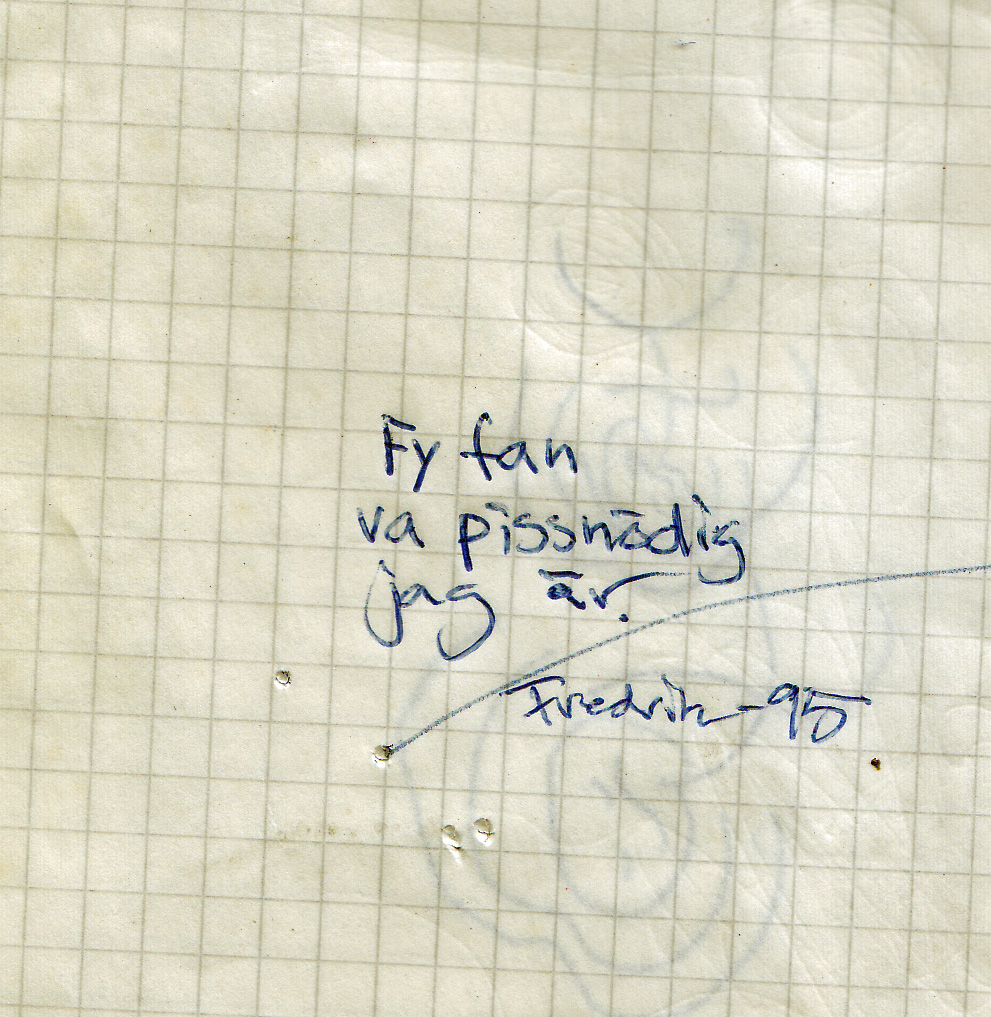 Fy fan
va pissnödig
jag är.
Fredrik -95